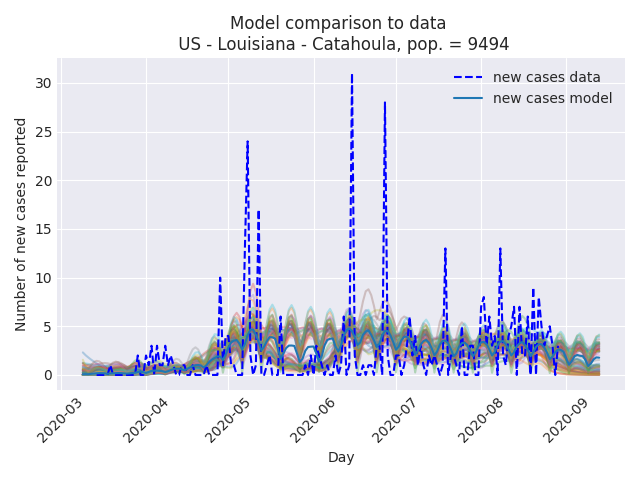 Model comparison to data
US - Louisiana - Catahoula, pop. = 9494
new cases data
new cases model
Number of new cases reported
30
25
20
15
10
5
0
2020-03
2020-04
2020-05
2020-06
2020-07
2020-08
2020-09
Day